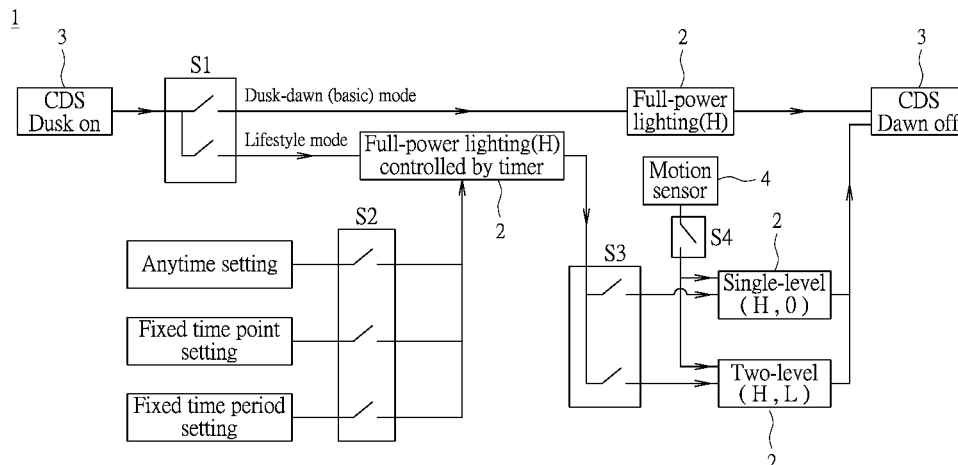 1
3
2
3
S1
CDS
Dusk on
Dusk-dawn (basic) mode
Full-power
lighting(H)
CDS
Dawn off
Lifestyle mode
Full-power lighting(H)
controlled by timer
Motion
sensor
4
2
S2
S4
S3
2
Anytime setting
Single-level
(H,0)
Fixed time point
setting
Two-level
(H,L)
Fixed time period
setting
2